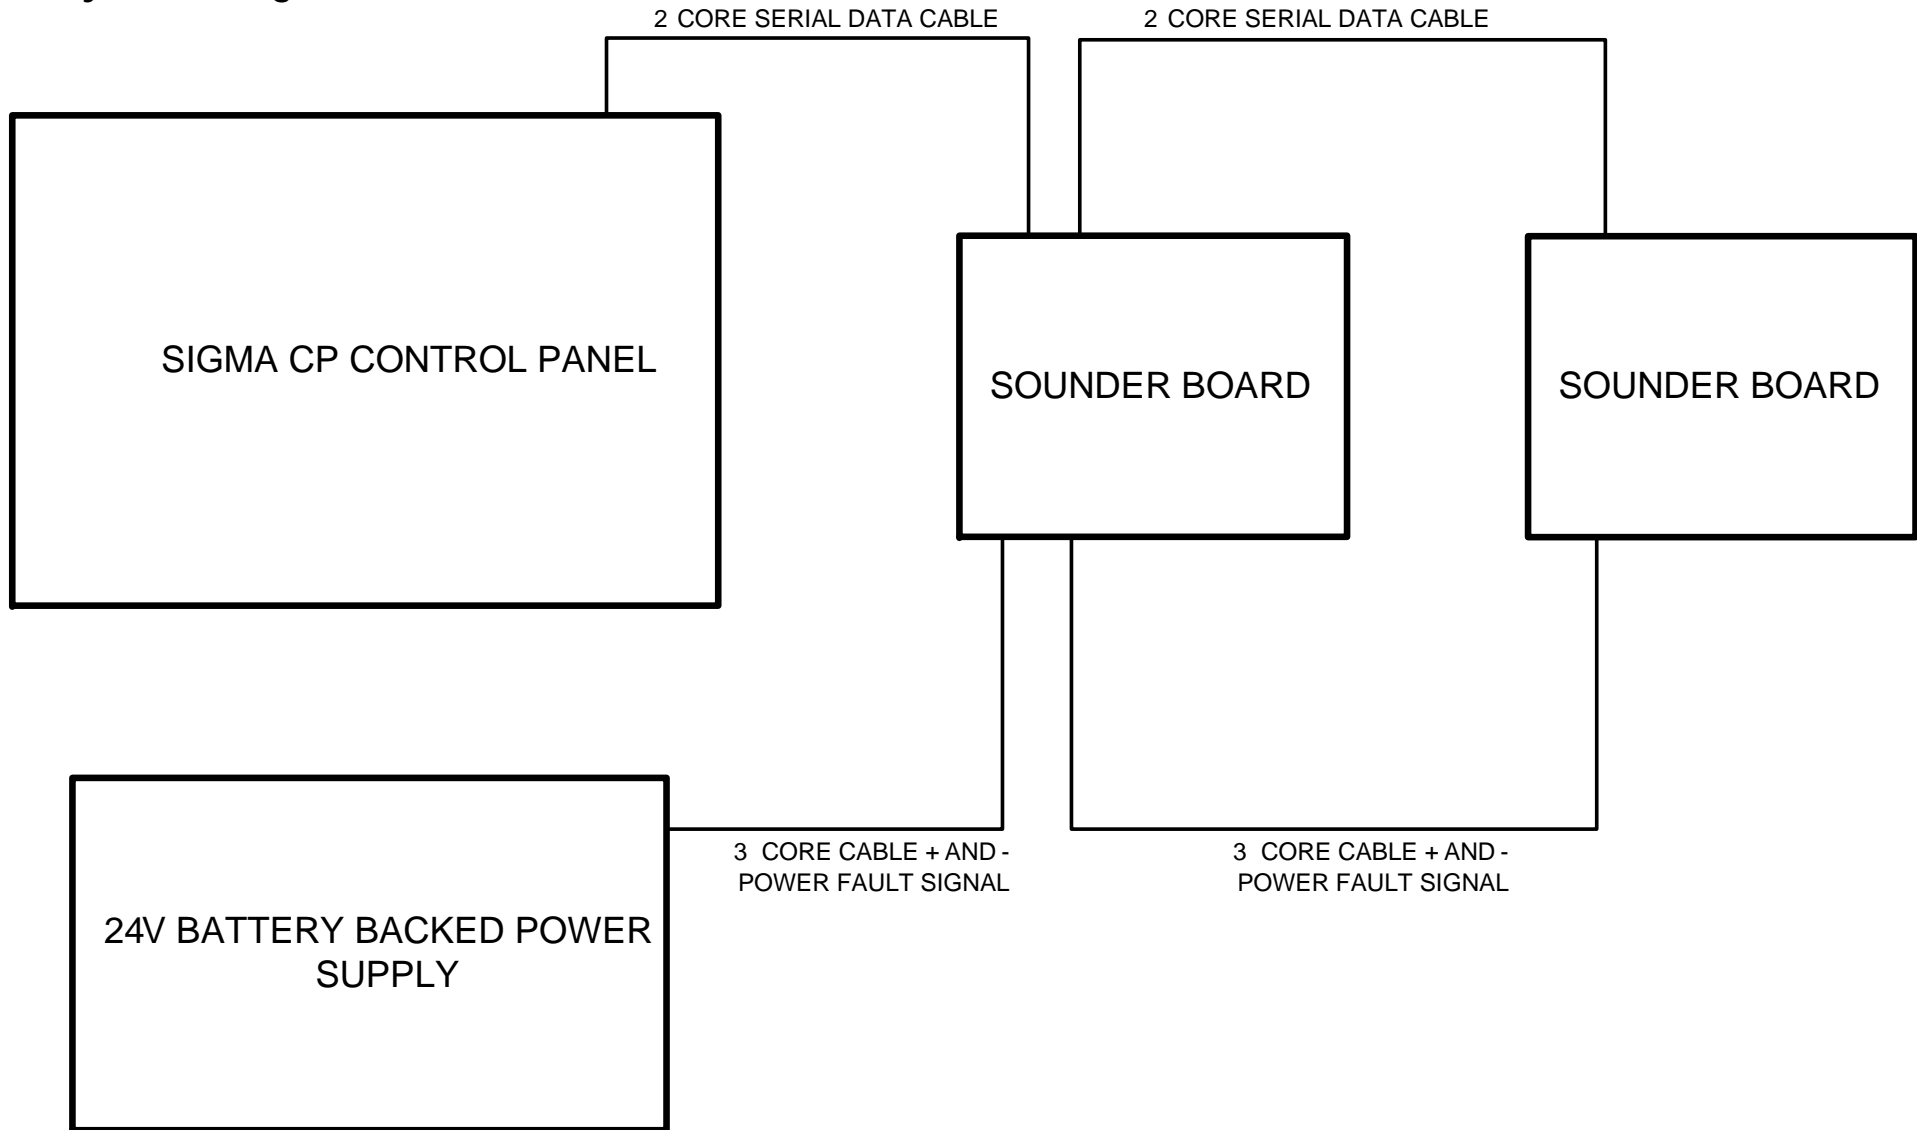 2 CORE SERIAL DATA CABLE
2 CORE SERIAL DATA CABLE
SIGMA CP CONTROL PANEL
SOUNDER BOARD
SOUNDER BOARD
3 CORE CABLE + AND -
POWER FAULT SIGNAL
3 CORE CABLE + AND -
POWER FAULT SIGNAL
24V BATTERY BACKED POWER
SUPPLY